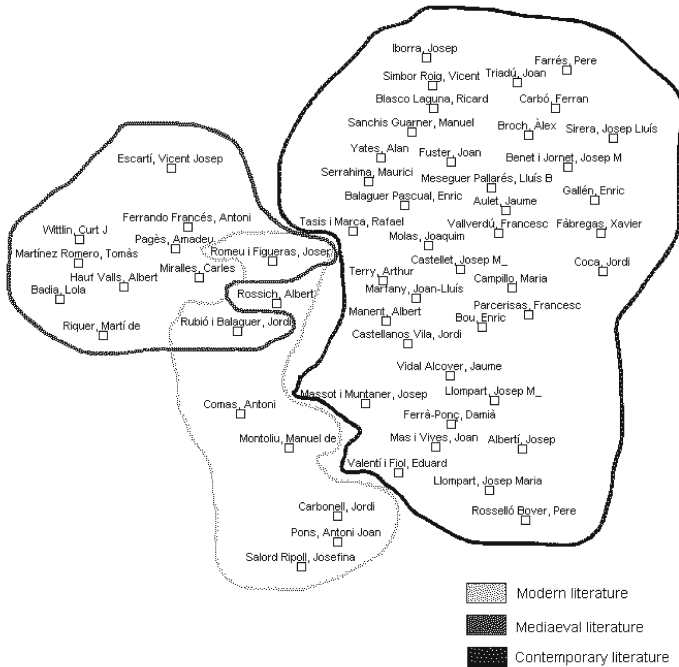 Iborra, Josep
Farrés, Pere
Simbor Roig, Vicent
Triadú, Joan
Blasco Laguna, Ricard
Carbó, Ferran
Sanchis Guarner, Manuel
Broch, Àlex
Sirera, Josep Lluís
Escartí, Vicent Josep
Yates, Alan
Fuster, Joan
Benet i Jornet, Josep M
Serrahima, Maurici
Meseguer Pallarés, Lluís B
Balaguer Pascual, Enric
Aulet, Jaume
Gallén, Enric
Ferrando Francés, Antoni
Tasis i Marca, Rafael
Vallverdú, Francesc
Fàbregas, Xavier
Wittlin, Curt J
Pagès, Amadeu
Molas, Joaquim
Martínez Romero, Tomàs
Romeu i Figueras, Josep
Castellet, Josep M_
Coca, Jordi
Hauf Valls, Albert
Miralles, Carles
Terry, Arthur
Campillo, Maria
Badia, Lola
Rossich, Albert
Marfany, Joan-Lluís
Parcerisas, Francesc
Manent, Albert
Bou, Enric
Riquer, Martí de
Rubió i Balaguer, Jordi
Castellanos Vila, Jordi
Vidal Alcover, Jaume
Massot i Muntaner, Josep
Llompart, Josep M_
Comas, Antoni
Ferrà-Ponç, Damià
Montoliu, Manuel de
Mas i Vives, Joan
Albertí, Josep
Valentí i Fiol, Eduard
Llompart, Josep Maria
Carbonell, Jordi
Rosselló Bover, Pere
Pons, Antoni Joan
Salord Ripoll, Josefina
Modern literature
Mediaeval literature
Contemporary literature